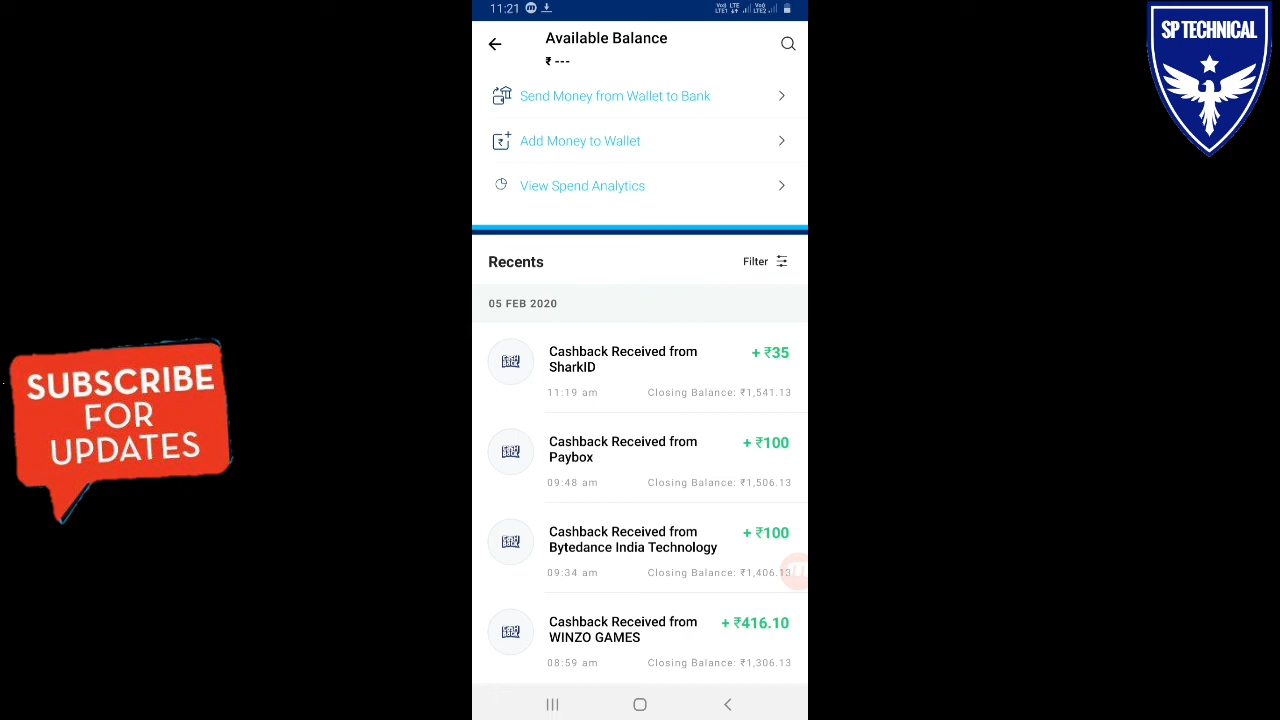 11:21
SP TECHNICAL
Available Balance
₹ ---
Send Money from Wallet to Bank
Add Money to Wallet
View Spend Analytics
Recents
Filter
05 FEB 2020
Cashback Received from
SharkID
+ ₹35
11:19 am
Closing Balance: ₹1,541.13
Cashback Received from
Paybox
+ ₹100
09:48 am
Closing Balance: ₹1,506.13
Cashback Received from
Bytedance India Technology
+ ₹100
09:34 am
Closing Balance: ₹1,406.13
Cashback Received from
WINZO GAMES
+ ₹416.10
08:59 am
Closing Balance: ₹1,306.13
SUBSCRIBE
FOR
UPDATES